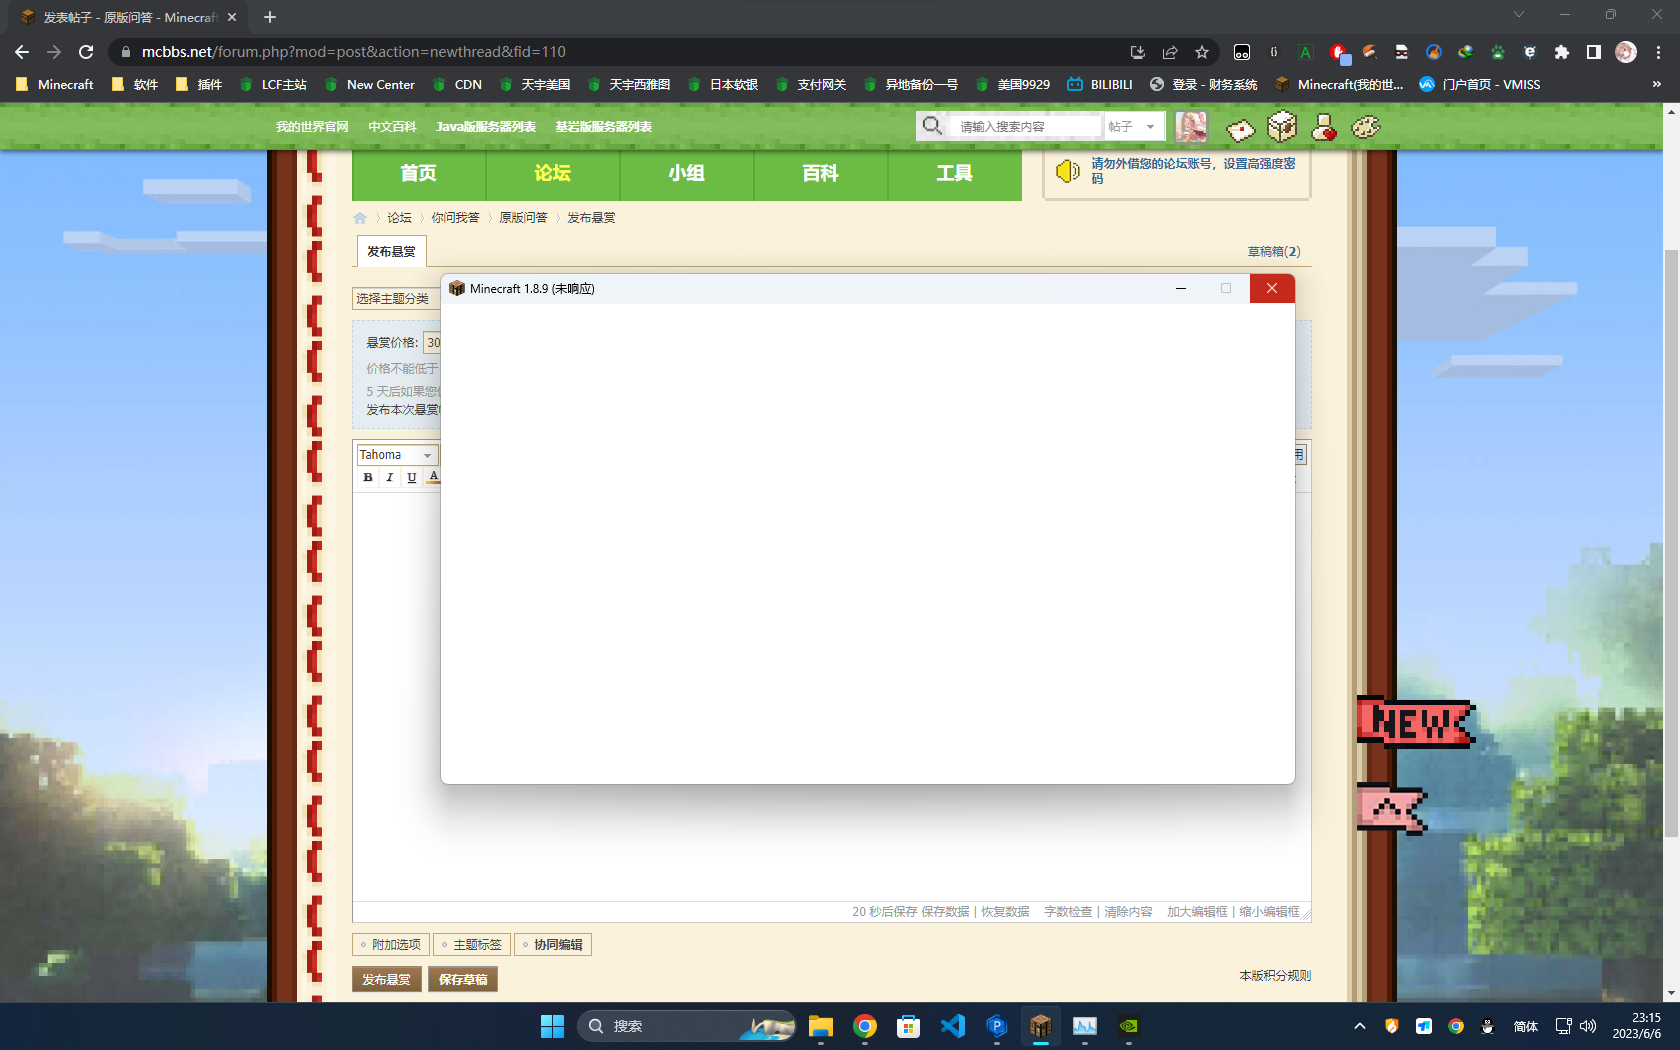 发表帖子 - 原版问答 - Minecraft
mcbbs.net/forum.php?mod=post&action=newthread&fid=110
Minecraft 软件 插件 LCF主站 New Center CDN 天宇美国 天宇西雅图 日本软银 支付网关 异地备份一号 美国9929 BILIBILI 登录 - 财务系统 Minecraft(我的世... 门户首页 - VMISS »
我的世界官网 中文百科 Java版服务器列表 基岩版服务器列表 请输入搜索内容 帖子
首页 论坛 小组 百科 工具
请勿外借您的论坛账号，设置高强度密
码
论坛 › 你问我答 › 原版问答 › 发布悬赏
发布悬赏 草稿箱(2)
Minecraft 1.8.9 (未响应)
选择主题分类
悬赏价格: 30
价格不能低于
5 天后如果您
发布本次悬赏
Tahoma 用
B I U A
NEW
20 秒后保存 保存数据 | 恢复数据 字数检查 | 清除内容 加大编辑框 | 缩小编辑框
附加选项 主题标签 协同编辑
发布悬赏 保存草稿 本版积分规则
搜索 简体 23:15
2023/6/6